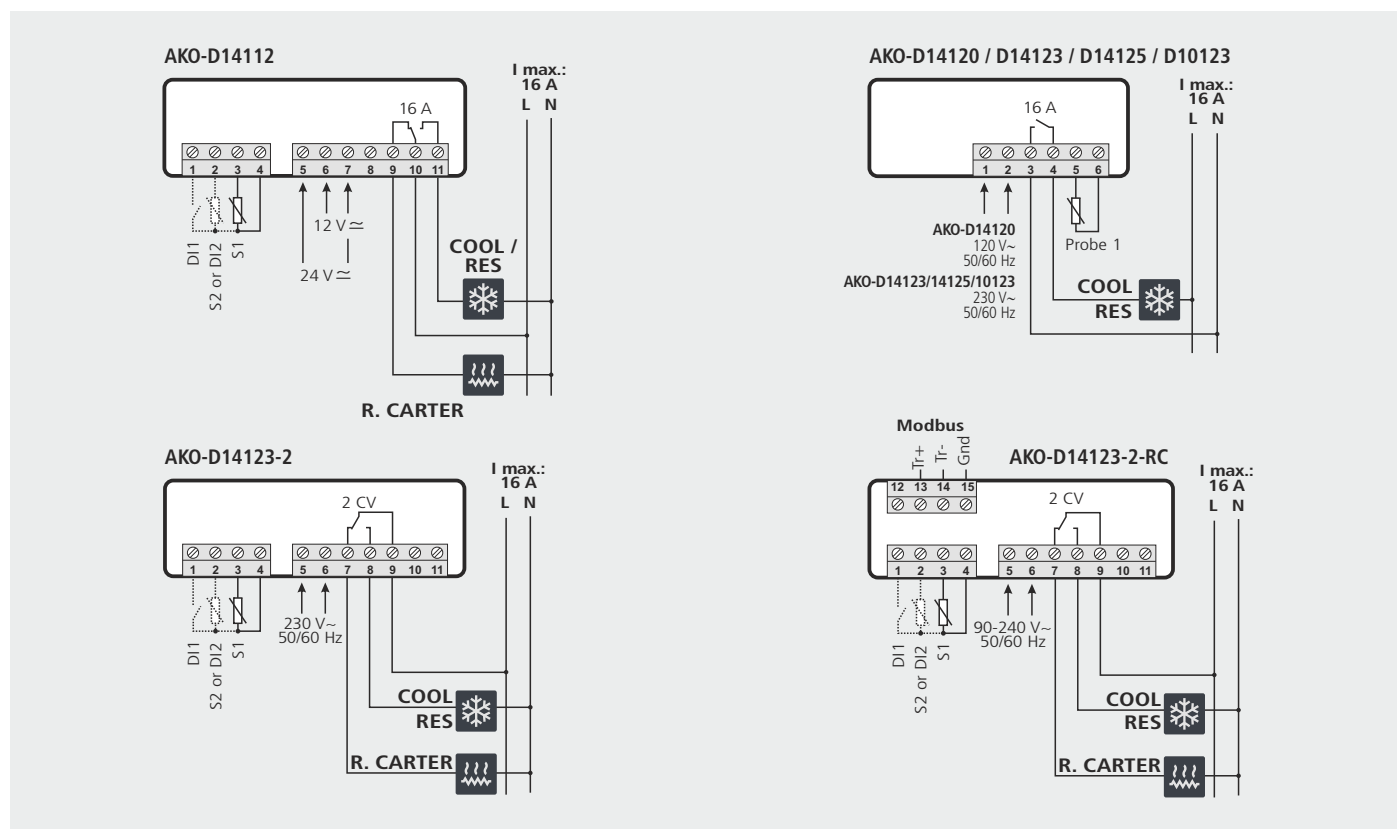 AKO-D14112
I max.:
16 A
L N
16 A
1 2 3 4 5 6 7 8 9 10 11
DI1
S2 or DI2
S1
12 V ≃
24 V ≃
COOL /
RES
R. CARTER
AKO-D14120 / D14123 / D14125 / D10123
I max.:
16 A
L N
16 A
1 2 3 4 5 6
AKO-D14120
120 V~
50/60 Hz
AKO-D14123/14125/10123
230 V~
50/60 Hz
Probe 1
COOL
RES
AKO-D14123-2
I max.:
16 A
L N
2 CV
1 2 3 4 5 6 7 8 9 10 11
DI1
S2 or DI2
S1
230 V~
50/60 Hz
COOL
RES
R. CARTER
Modbus
Tr+
Tr-
Gnd
AKO-D14123-2-RC
I max.:
16 A
L N
12 13 14 15
2 CV
1 2 3 4 5 6 7 8 9 10 11
DI1
S2 or DI2
S1
90-240 V~
50/60 Hz
COOL
RES
R. CARTER